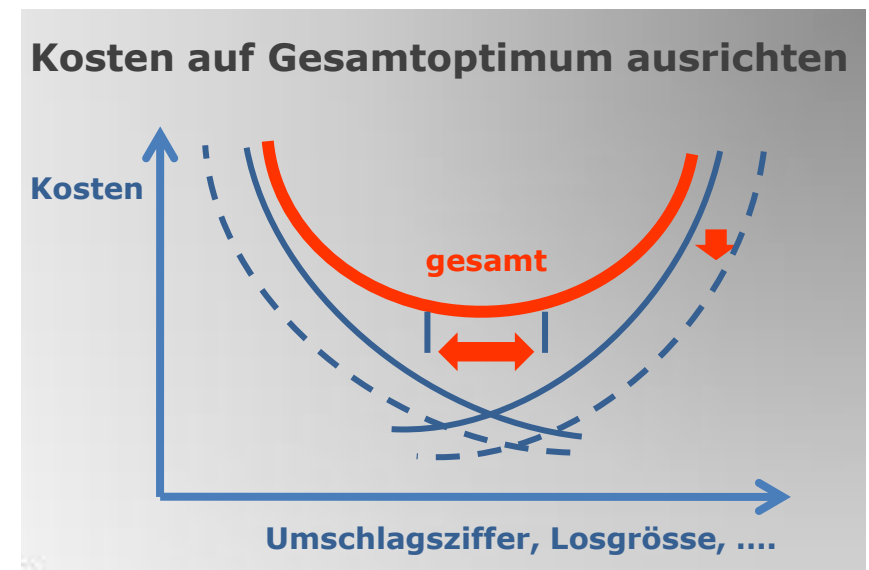 Kosten auf Gesamtoptimum ausrichten
Kosten
gesamt
Umschlagsziffer, Losgrösse, ....